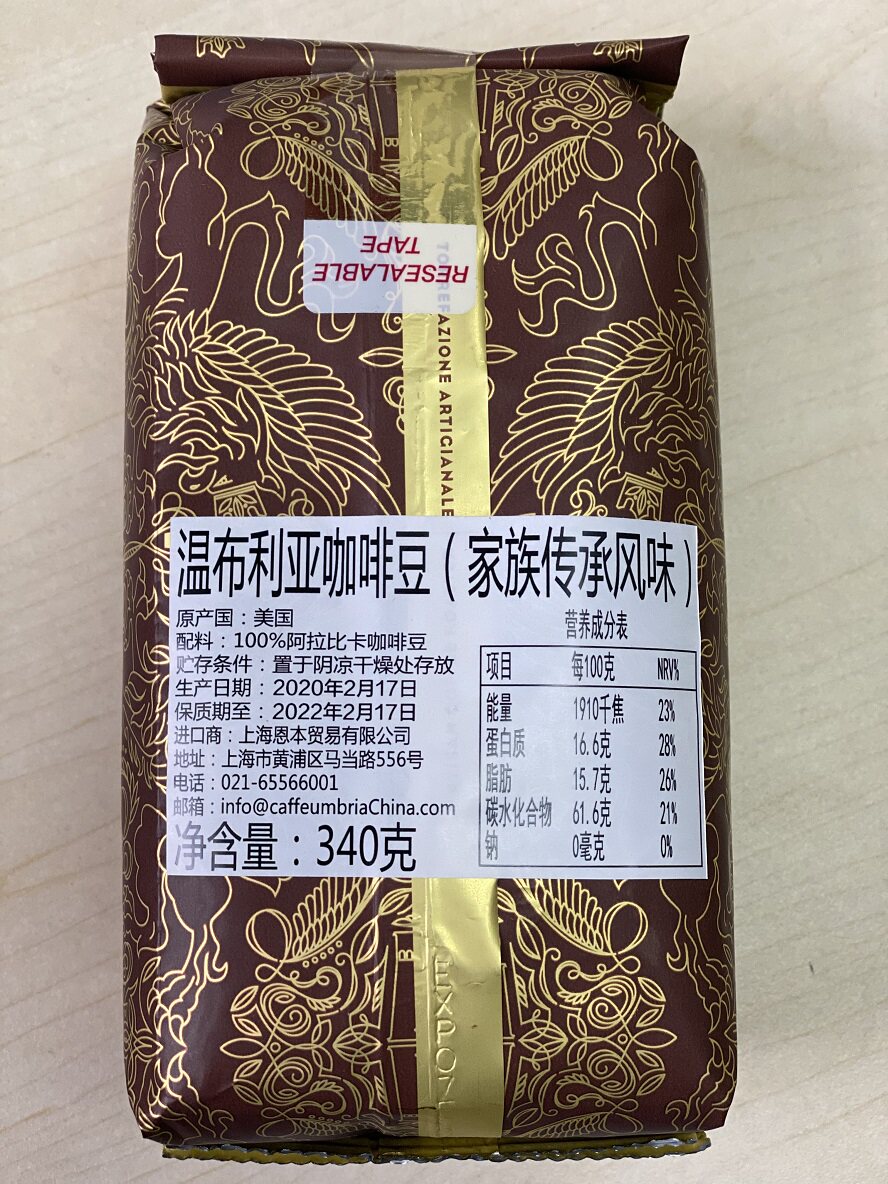 RESEALABLE
TAPE
AZIONE ARTIGIANALE
温布利亚咖啡豆（家族传承风味）
原产国：美国
配料：100%阿拉比卡咖啡豆
贮存条件：置于阴凉干燥处存放
生产日期：2020年2月17日
保质期至：2022年2月17日
进口商：上海恩本贸易有限公司
地址：上海市黄浦区马当路556号
电话：021-65566001
邮箱：info@caffeumbriaChina.com
净含量：340克
营养成分表
项目 每100克 NRV%
能量 1910千焦 23%
蛋白质 16.6克 28%
脂肪 15.7克 26%
碳水化合物 61.6克 21%
钠 0毫克 0%